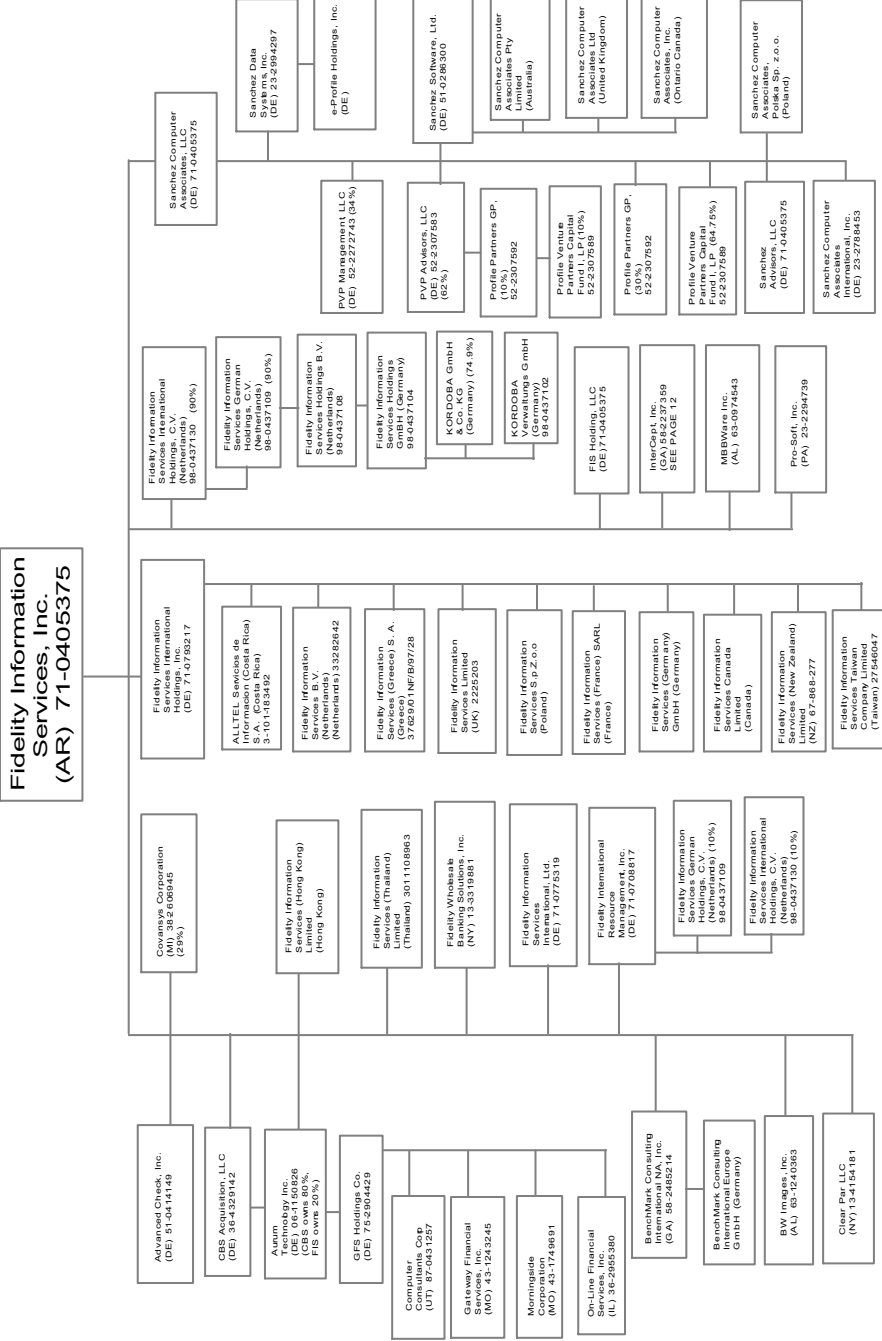 Fidelity Information
Services, Inc.
(AR) 71-0405375
Advanced Check, Inc.
(DE) 51-0414149
CBS Acquisition, LLC
(DE) 36-4329142
Aurum
Technology Inc.
(DE) 06-1150826
(CBS owns 80%,
FIS owns 20%)
GFS Holdings Co.
(DE) 75-2904429
Computer
Consultants Corp
(UT) 87-0431257
Gateway Financial
Services, Inc.
(MO) 43-1243245
Morningside
Corporation
(MO) 43-1749691
On-Line Financial
Services, Inc.
(IL) 36-2955380
BenchMark Consulting
International NA, Inc.
(GA) 58-2485214
BenchMark Consulting
International Europe
GmbH (Germany)
BW Images, Inc.
(AL) 63-1240363
Clear Par LLC
(NY) 13-4154181
Covansys Corporation
(MI) 38-2606945
(29%)
Fidelity Information
Services (Hong Kong)
Limited
(Hong Kong)
Fidelity Information
Services (Thailand)
Limited
(Thailand) 3011108963
Fidelity Wholesale
Banking Solutions, Inc.
(NY) 13-3319881
Fidelity Information
Services
International, Ltd.
(DE) 71-0775319
Fidelity International
Resource
Management, Inc.
(DE) 71-0708817
Fidelity Information
Services German
Holdings, C.V.
(Netherlands) (10%)
98-0437109
Fidelity Information
Services International
Holdings, C.V.
(Netherlands)
98-0437130 (10%)
Fidelity Information
Services International
Holdings, Inc.
(DE) 71-0793217
ALLTEL Servicios de
Informacion (Costa Rica)
S. A. (Costa Rica)
3-101-183492
Fidelity Information
Services B.V.
(Netherlands)
(Netherlands) 33282642
Fidelity Information
Services (Greece) S. A.
(Greece)
37629/01NF/B/97/28
Fidelity Information
Services Limited
(UK) 2225203
Fidelity Information
Services S.p.Z.o.o
(Poland)
Fidelity Information
Services (France) SARL
(France)
Fidelity Information
Services (Germany)
GmbH (Germany)
Fidelity Information
Services Canada
Limited
(Canada)
Fidelity Information
Services (New Zealand)
Limited
(NZ) 67-868-277
Fidelity Information
Services Taiwan
Company Limited
(Taiwan) 27546047
Fidelity Information
Services International
Holdings, C.V.
(Netherlands)
98-0437130 (90%)
Fidelity Information
Services German
Holdings, C.V.
(Netherlands)
98-0437109 (90%)
Fidelity Information
Services Holdings B.V.
(Netherlands)
98-0437108
Fidelity Information
Services Holdings
GmBH (Germany)
98-0437104
KORDOBA GmbH
& Co. KG
(Germany) (74.9%)
KORDOBA
Verwaltungs GmbH
(Germany)
98-0437102
FIS Holding, LLC
(DE)71-0405375
InterCept, Inc.
(GA) 58-2237359
SEE PAGE 12
MBBWare Inc.
(AL) 63-0974543
Pro-Soft, Inc.
(PA) 23-2294739
Sanchez Computer
Associates, LLC
(DE) 71-0405375
PVP Management, LLC
(DE) 52-2272743 (34%)
PVP Advisors, LLC
(DE) 52-2307583
(62%)
Profile Partners GP,
(10%)
52-2307592
Profile Venture
Partners Capital
Fund I, LP (10%)
52-2307589
Profile Partners GP,
(30%)
52-2307592
Profile Venture
Partners Capital
Fund I, LP (64.75%)
52-2307589
Sanchez
Advisors, LLC
(DE) 71-0405375
Sanchez Computer
Associates
International, Inc.
(DE) 23-2788453
Sanchez Data
Systems, Inc.
(DE) 23-2994297
e-Profile Holdings, Inc.
(DE)
Sanchez Software, Ltd.
(DE) 51-0286300
Sanchez Computer
Associates Pty
Limited
(Australia)
Sanchez Computer
Associates Ltd
(United Kingdom)
Sanchez Computer
Associates, Inc.
(Ontario Canada)
Sanchez Computer
Associates,
Polska Sp. z.o.o.
(Poland)